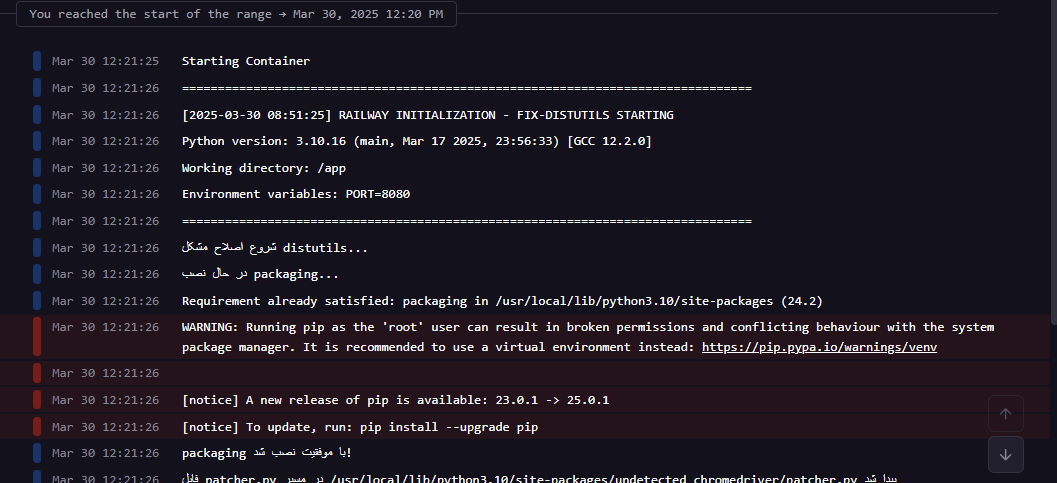 You reached the start of the range → Mar 30, 2025 12:20 PM
Mar 30 12:21:25 Starting Container
Mar 30 12:21:26 ================================================================================
Mar 30 12:21:26 [2025-03-30 08:51:25] RAILWAY INITIALIZATION - FIX-DISTUTILS STARTING
Mar 30 12:21:26 Python version: 3.10.16 (main, Mar 17 2025, 23:56:33) [GCC 12.2.0]
Mar 30 12:21:26 Working directory: /app
Mar 30 12:21:26 Environment variables: PORT=8080
Mar 30 12:21:26 ================================================================================
Mar 30 12:21:26 شروع اصلاح مشکل distutils...
Mar 30 12:21:26 در حال نصب packaging...
Mar 30 12:21:26 Requirement already satisfied: packaging in /usr/local/lib/python3.10/site-packages (24.2)
Mar 30 12:21:26 WARNING: Running pip as the 'root' user can result in broken permissions and conflicting behaviour with the system
package manager. It is recommended to use a virtual environment instead: https://pip.pypa.io/warnings/venv
Mar 30 12:21:26
Mar 30 12:21:26 [notice] A new release of pip is available: 23.0.1 -> 25.0.1
Mar 30 12:21:26 [notice] To update, run: pip install --upgrade pip
Mar 30 12:21:26 packaging با موفقیت نصب شد!
Mar 30 12:21:26 فایل patcher.py در مسیر /usr/local/lib/python3.10/site-packages/undetected_chromedriver/patcher.py پیدا شد